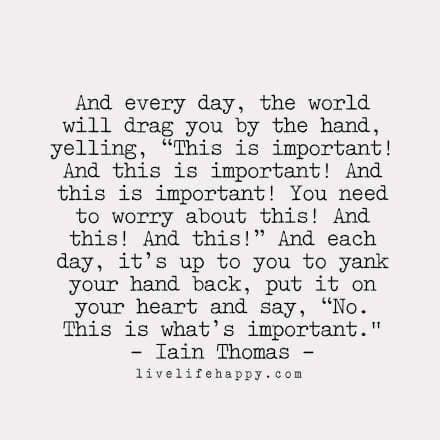 And every day, the world
will drag you by the hand,
yelling, “This is important!
And this is important! And
this is important! You need
to worry about this! And
this! And this!” And each
day, it’s up to you to yank
your hand back, put it on
your heart and say, “No.
This is what’s important."
- Iain Thomas -
livelifehappy.com